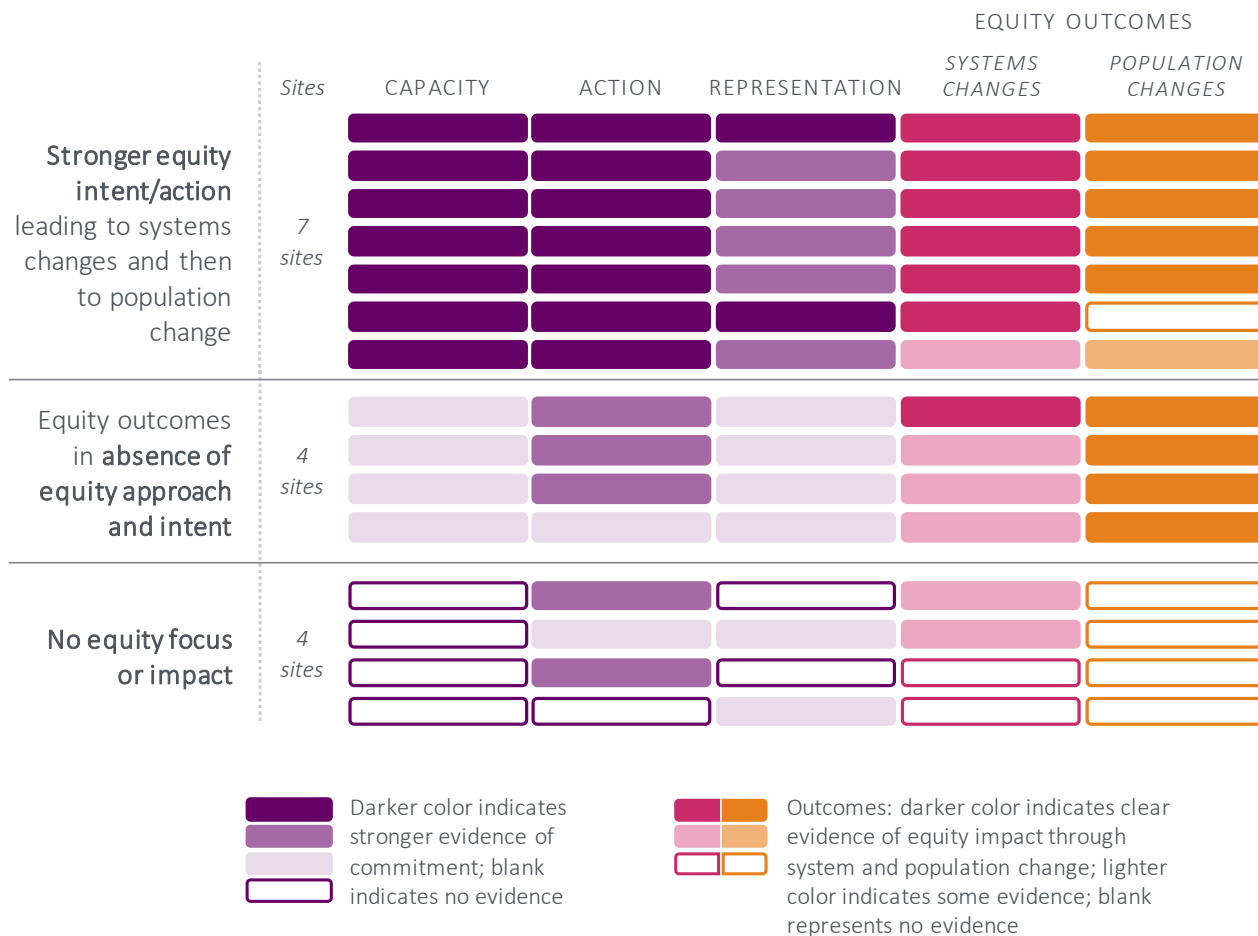 EQUITY OUTCOMES
Sites
CAPACITY
ACTION
REPRESENTATION
SYSTEMS
CHANGES
POPULATION
CHANGES
Stronger equity
intent/action
leading to systems
changes and then
to population
change
7
sites
Equity outcomes
in absence of
equity approach
and intent
4
sites
No equity focus
or impact
4
sites
Darker color indicates
stronger evidence of
commitment; blank
indicates no evidence
Outcomes: darker color indicates clear
evidence of equity impact through
system and population change; lighter
color indicates some evidence; blank
represents no evidence